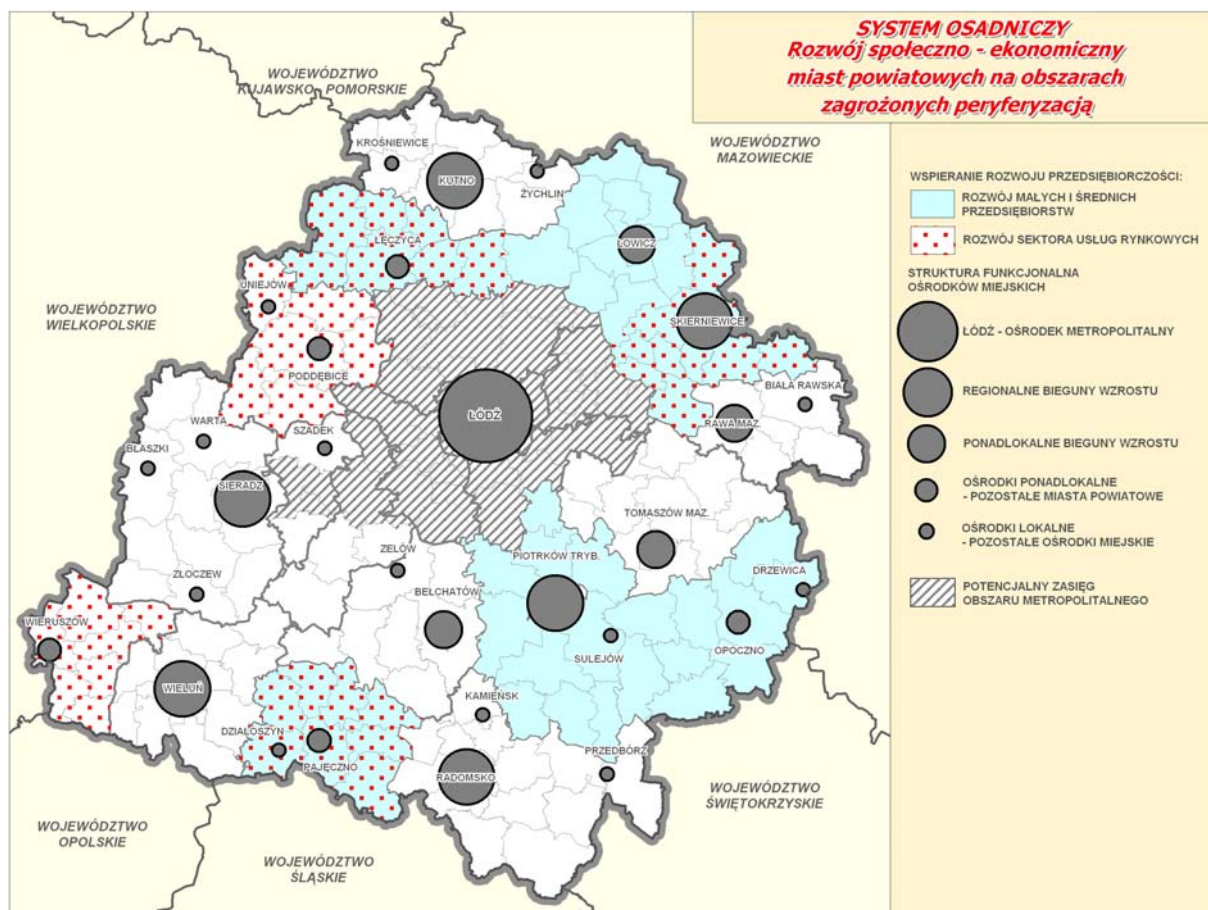 SYSTEM OSADNICZY
Rozwój społeczno - ekonomiczny
miast powiatowych na obszarach
zagrożonych peryferyzacją
WOJEWÓDZTWO
KUJAWSKO - POMORSKIE
WOJEWÓDZTWO
MAZOWIECKIE
KROŚNIEWICE
KUTNO
ŻYCHLIN
ŁĘCZYCA
ŁOWICZ
UNIEJÓW
WOJEWÓDZTWO
WIELKOPOLSKIE
SKIERNIEWICE
PODDĘBICE
BIAŁA RAWSKA
ŁÓDŹ
RAWA MAZ.
WARTA
SZADEK
BŁASZKI
SIERADZ
TOMASZÓW MAZ.
ZELÓW
PIOTRKÓW TRYB.
DRZEWICA
ZŁOCZEW
BEŁCHATÓW
WIERUSZÓW
SULEJÓW
OPOCZNO
WIELUŃ
KAMIEŃSK
DZIAŁOSZYN
PAJĘCZNO
RADOMSKO
PRZEDBÓRZ
WOJEWÓDZTWO
ŚWIĘTOKRZYSKIE
WOJEWÓDZTWO
OPOLSKIE
WOJEWÓDZTWO
ŚLĄSKIE
WSPIERANIE ROZWOJU PRZEDSIĘBIORCZOŚCI:
ROZWÓJ MAŁYCH I ŚREDNICH
PRZEDSIĘBIORSTW
ROZWÓJ SEKTORA USŁUG RYNKOWYCH
STRUKTURA FUNKCJONALNA
OŚRODKÓW MIEJSKICH
ŁÓDŹ - OŚRODEK METROPOLITALNY
REGIONALNE BIEGUNY WZROSTU
PONADLOKALNE BIEGUNY WZROSTU
OŚRODKI PONADLOKALNE
- POZOSTAŁE MIASTA POWIATOWE
OŚRODKI LOKALNE
- POZOSTAŁE OŚRODKI MIEJSKIE
POTENCJALNY ZASIĘG
OBSZARU METROPOLITALNEGO